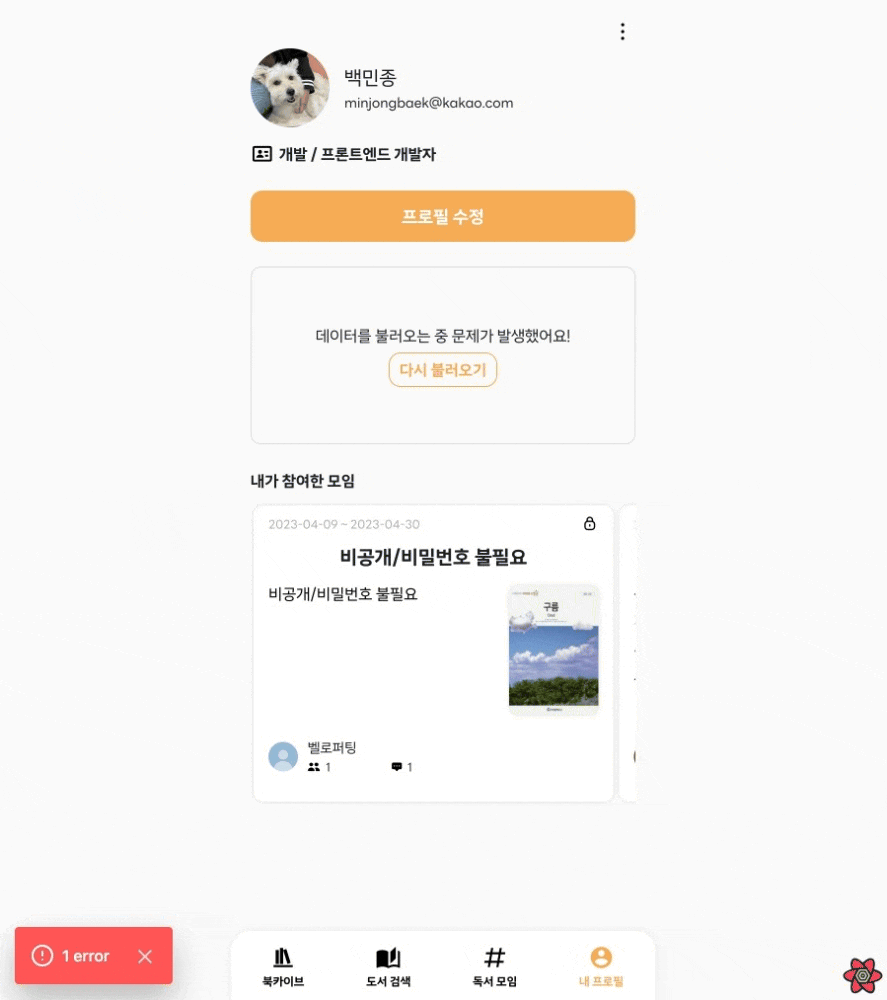 백민종
minjongbaek@kakao.com
개발 / 프론트엔드 개발자
프로필 수정
데이터를 불러오는 중 문제가 발생했어요!
다시 불러오기
내가 참여한 모임
2023-04-09 ~ 2023-04-30
비공개/비밀번호 불필요
비공개/비밀번호 불필요
구름
벨로퍼팅
1
1
1 error
북카이브
도서 검색
독서 모임
내 프로필